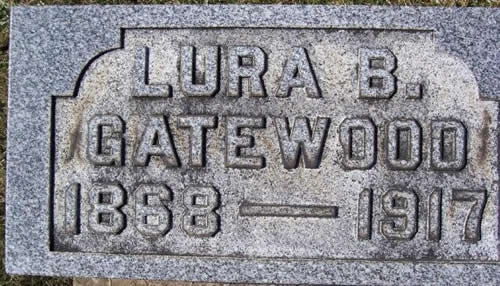 LURA B.
GATEWOOD
1868 — 1917